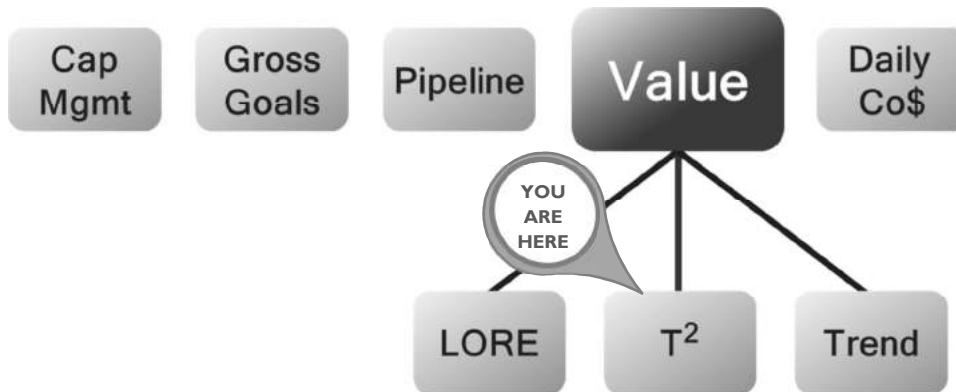 Cap
Mgmt
Gross
Goals
Pipeline
Value
Daily
Co$
YOU
ARE
HERE
LORE
T²
Trend